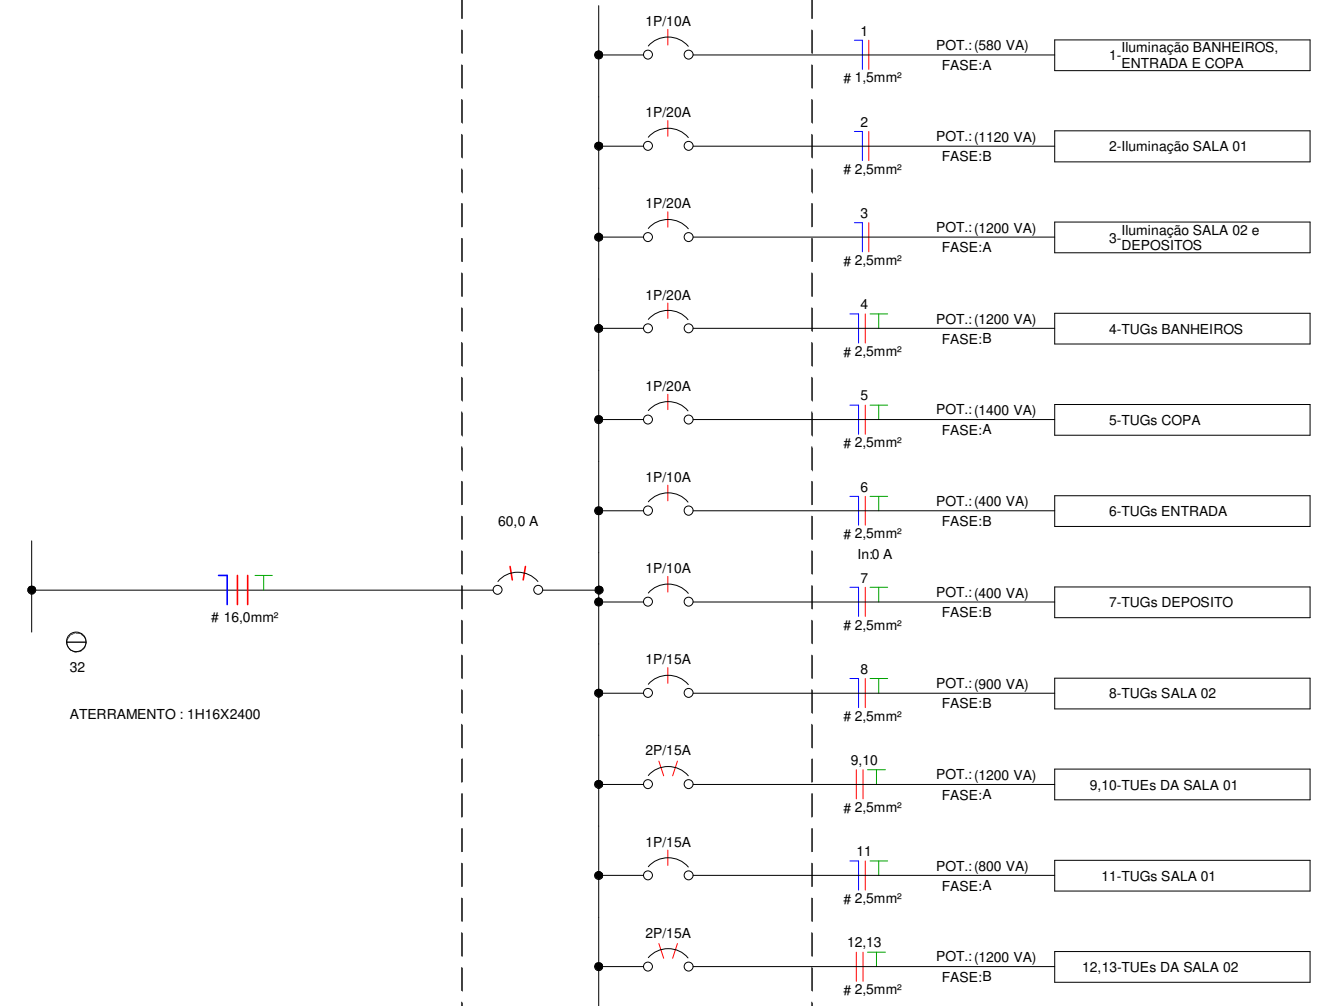 1P/10A
1
# 1,5mm²
POT.: (580 VA)
FASE:A
1-Iluminação BANHEIROS,
ENTRADA E COPA
1P/20A
2
# 2,5mm²
POT.: (1120 VA)
FASE:B
2-Iluminação SALA 01
1P/20A
3
# 2,5mm²
POT.: (1200 VA)
FASE:A
3-Iluminação SALA 02 e
DEPOSITOS
1P/20A
4
# 2,5mm²
POT.: (1200 VA)
FASE:B
4-TUGs BANHEIROS
1P/20A
5
# 2,5mm²
POT.: (1400 VA)
FASE:A
5-TUGs COPA
1P/10A
6
# 2,5mm²
POT.: (400 VA)
FASE:B
6-TUGs ENTRADA
In:0 A
60,0 A
# 16,0mm²
32
ATERRAMENTO : 1H16X2400
1P/10A
7
# 2,5mm²
POT.: (400 VA)
FASE:B
7-TUGs DEPOSITO
1P/15A
8
# 2,5mm²
POT.: (900 VA)
FASE:B
8-TUGs SALA 02
2P/15A
9,10
# 2,5mm²
POT.: (1200 VA)
FASE:A
9,10-TUEs DA SALA 01
1P/15A
11
# 2,5mm²
POT.: (800 VA)
FASE:A
11-TUGs SALA 01
2P/15A
12,13
# 2,5mm²
POT.: (1200 VA)
FASE:B
12,13-TUEs DA SALA 02